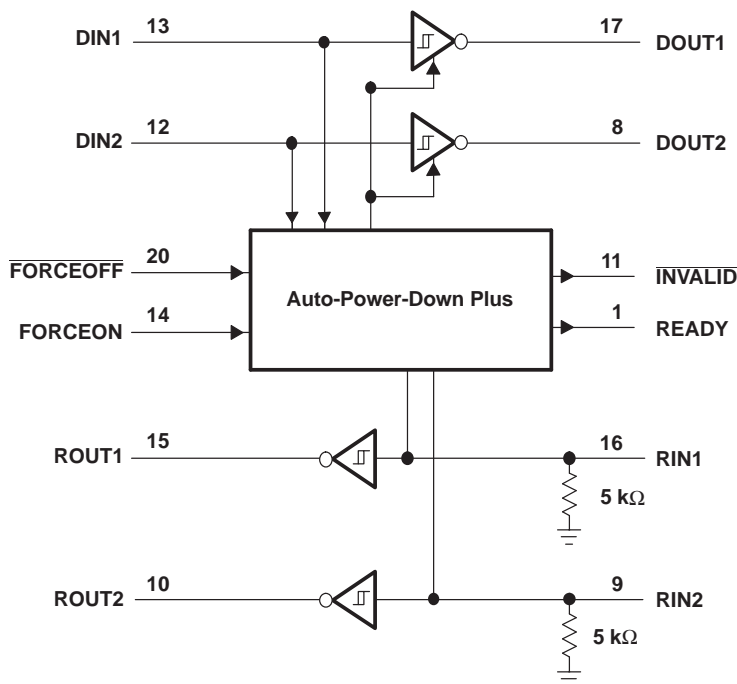 DIN1 13 17 DOUT1
DIN2 12 8 DOUT2
FORCEOFF 20 11 INVALID
Auto-Power-Down Plus
FORCEON 14 1 READY
ROUT1 15 16 RIN1
5 kΩ
ROUT2 10 9 RIN2
5 kΩ